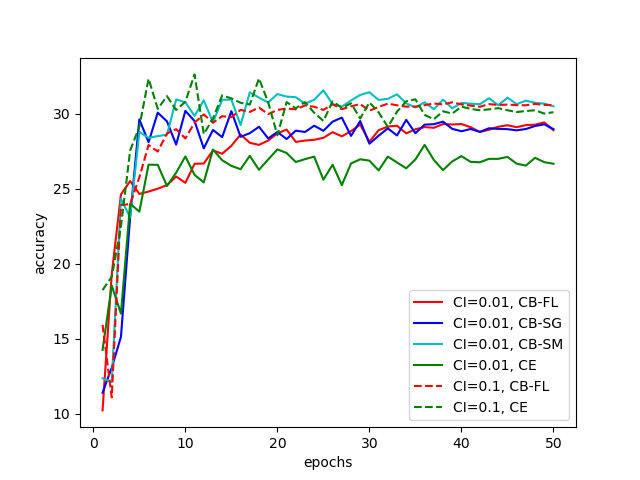 30
25
20
15
10
accuracy
0
10
20
30
40
50
epochs
CI=0.01, CB-FL
CI=0.01, CB-SG
CI=0.01, CB-SM
CI=0.01, CE
CI=0.1, CB-FL
CI=0.1, CE